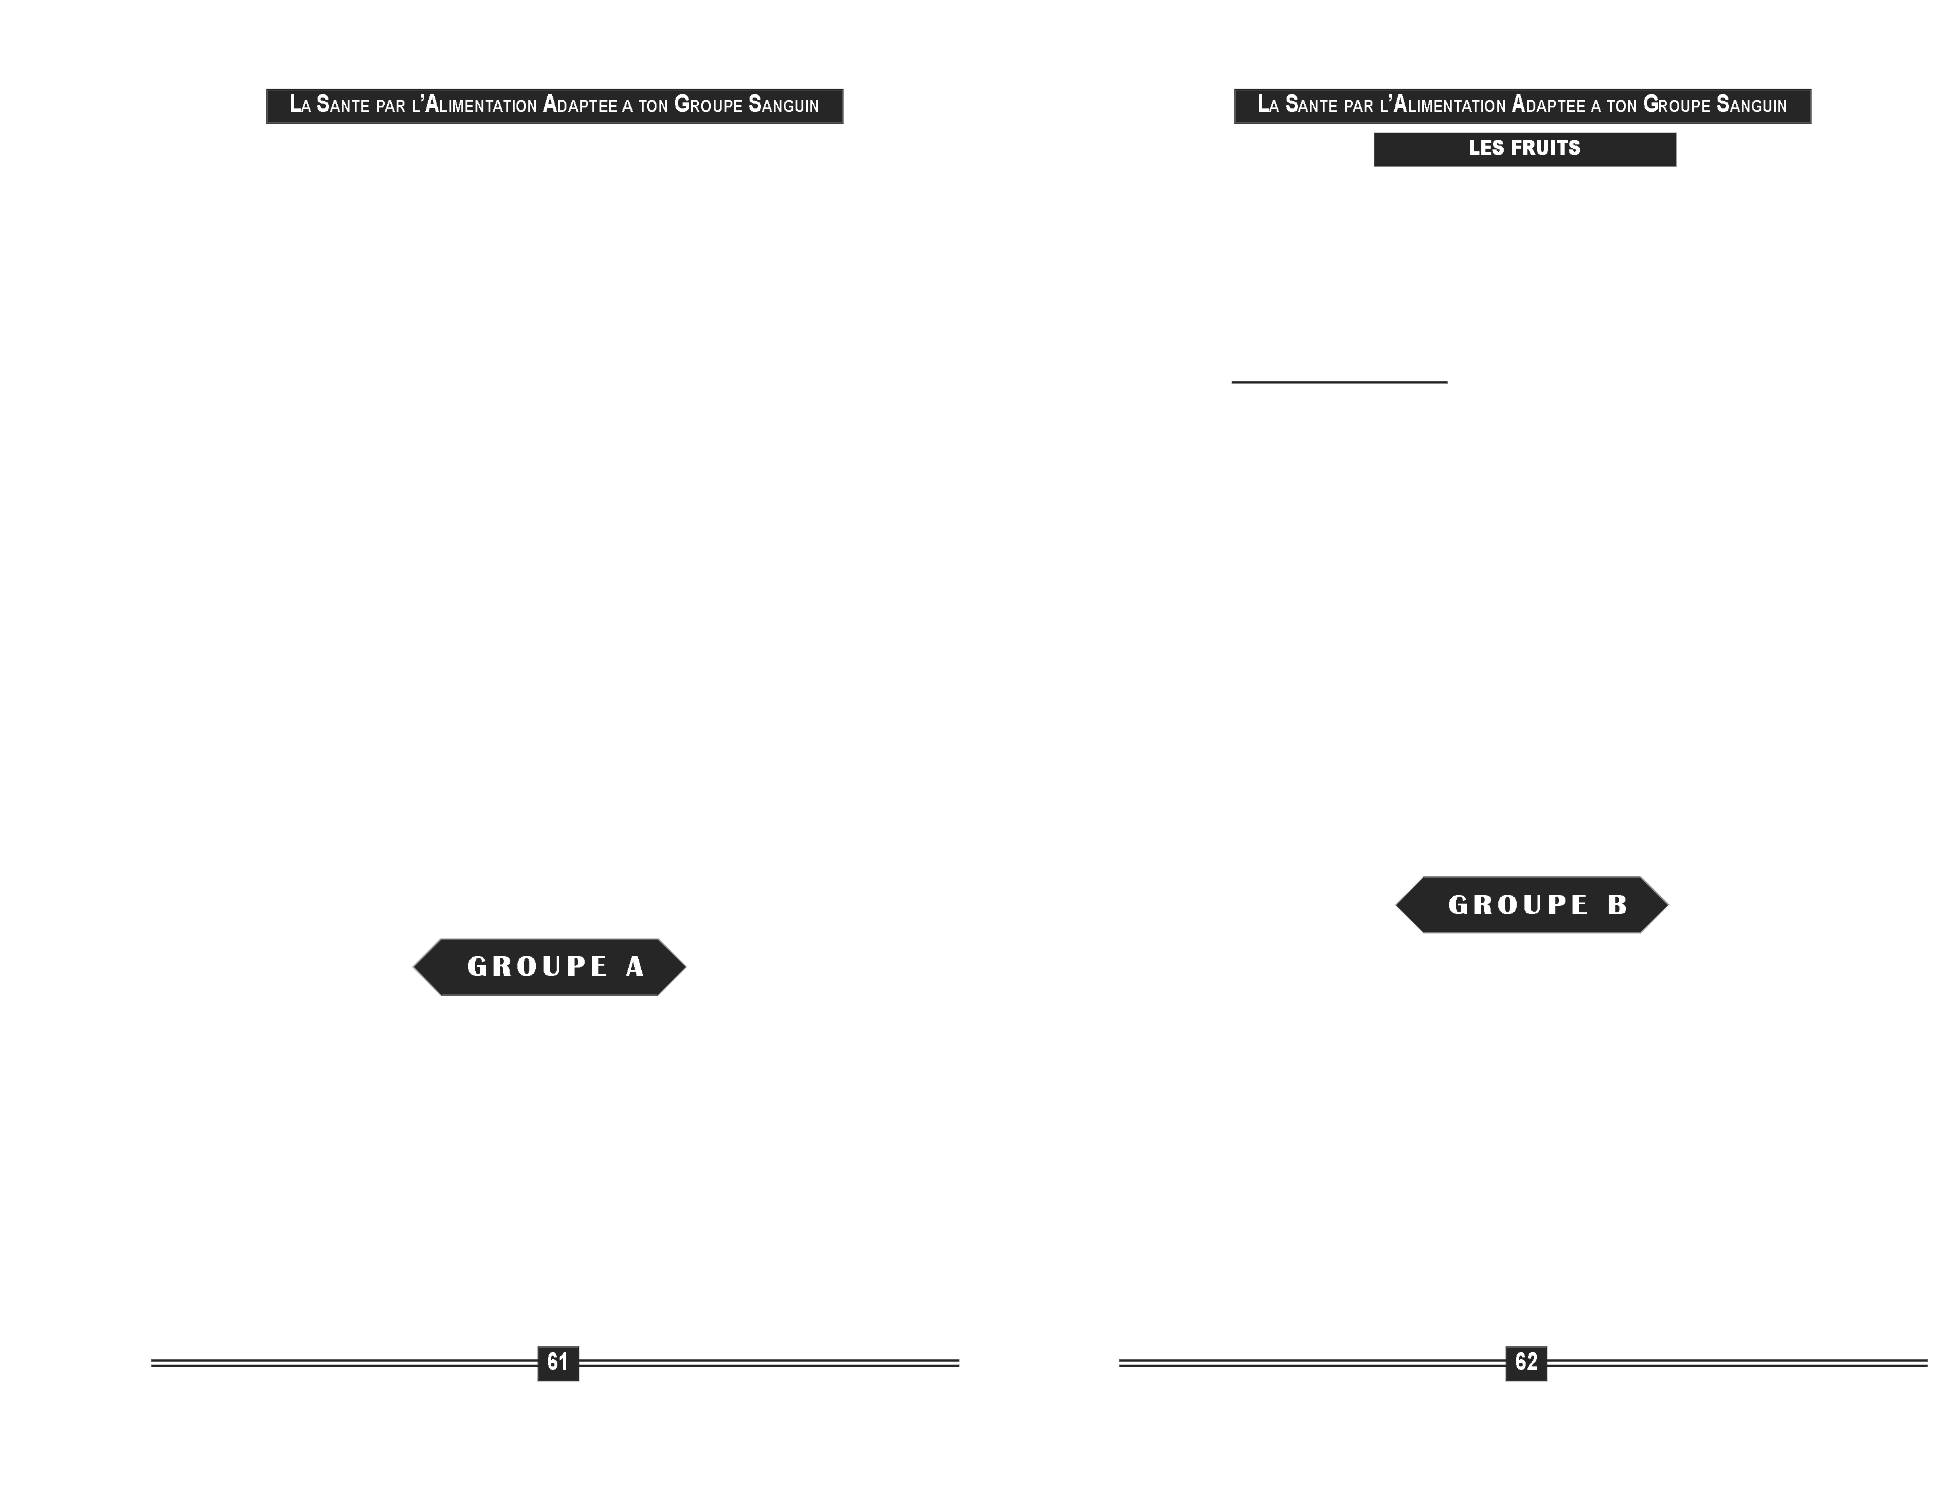 LA SANTE PAR L'ALIMENTATION ADAPTEE A TON GROUPE SANGUIN
GROUPE A
61
LA SANTE PAR L'ALIMENTATION ADAPTEE A TON GROUPE SANGUIN
LES FRUITS
GROUPE B
62